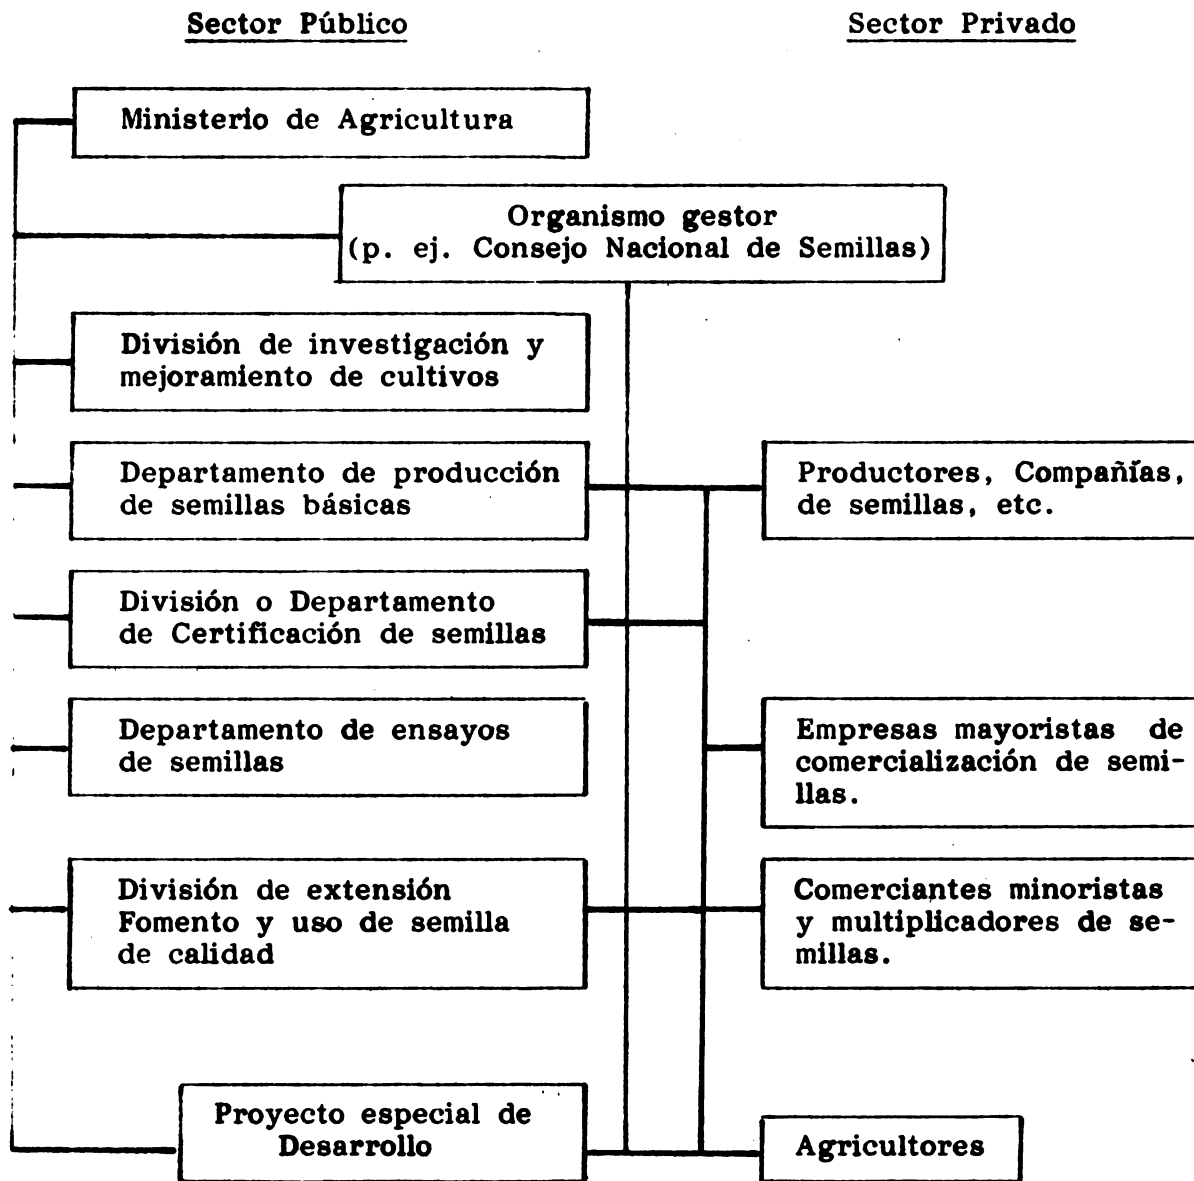 Sector Público
Sector Privado
Ministerio de Agricultura
Organismo gestor
(p. ej. Consejo Nacional de Semillas)
División de investigación y
mejoramiento de cultivos
Departamento de producción
de semillas básicas
Productores, Compañías,
de semillas, etc.
División o Departamento
de Certificación de semillas
Departamento de ensayos
de semillas
Empresas mayoristas de
comercialización de semi-
llas.
División de extensión
Fomento y uso de semilla
de calidad
Comerciantes minoristas
y multiplicadores de se-
millas.
Proyecto especial de
Desarrollo
Agricultores